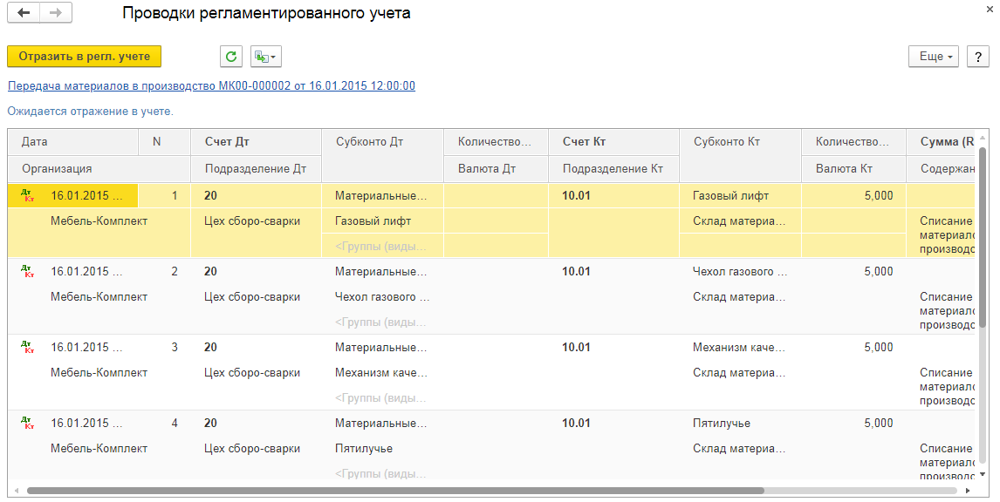 Проводки регламентированного учета
Отразить в регл. учете Еще ?
Передача материалов в производство МК00-000002 от 16.01.2015 12:00:00
Ожидается отражение в учете.
Дата N Счет Дт Субконто Дт Количество... Счет Кт Субконто Кт Количество... Сумма (R
Организация Подразделение Дт Валюта Дт Подразделение Кт Валюта Кт Содержан
Дт Кт 16.01.2015 ... 1 20 Материальные... 10.01 Газовый лифт 5,000
Мебель-Комплект Цех сборо-сварки Газовый лифт Склад материа... Списание
материало
<Группы (виды... производс
Дт Кт 16.01.2015 ... 2 20 Материальные... 10.01 Чехол газового ... 5,000
Мебель-Комплект Цех сборо-сварки Чехол газового ... Склад материа... Списание
материало
<Группы (виды... производс
Дт Кт 16.01.2015 ... 3 20 Материальные... 10.01 Механизм каче... 5,000
Мебель-Комплект Цех сборо-сварки Механизм каче... Склад материа... Списание
материало
<Группы (виды... производс
Дт Кт 16.01.2015 ... 4 20 Материальные... 10.01 Пятилучье 5,000
Мебель-Комплект Цех сборо-сварки Пятилучье Склад материа... Списание
материало
<Группы (виды... производс